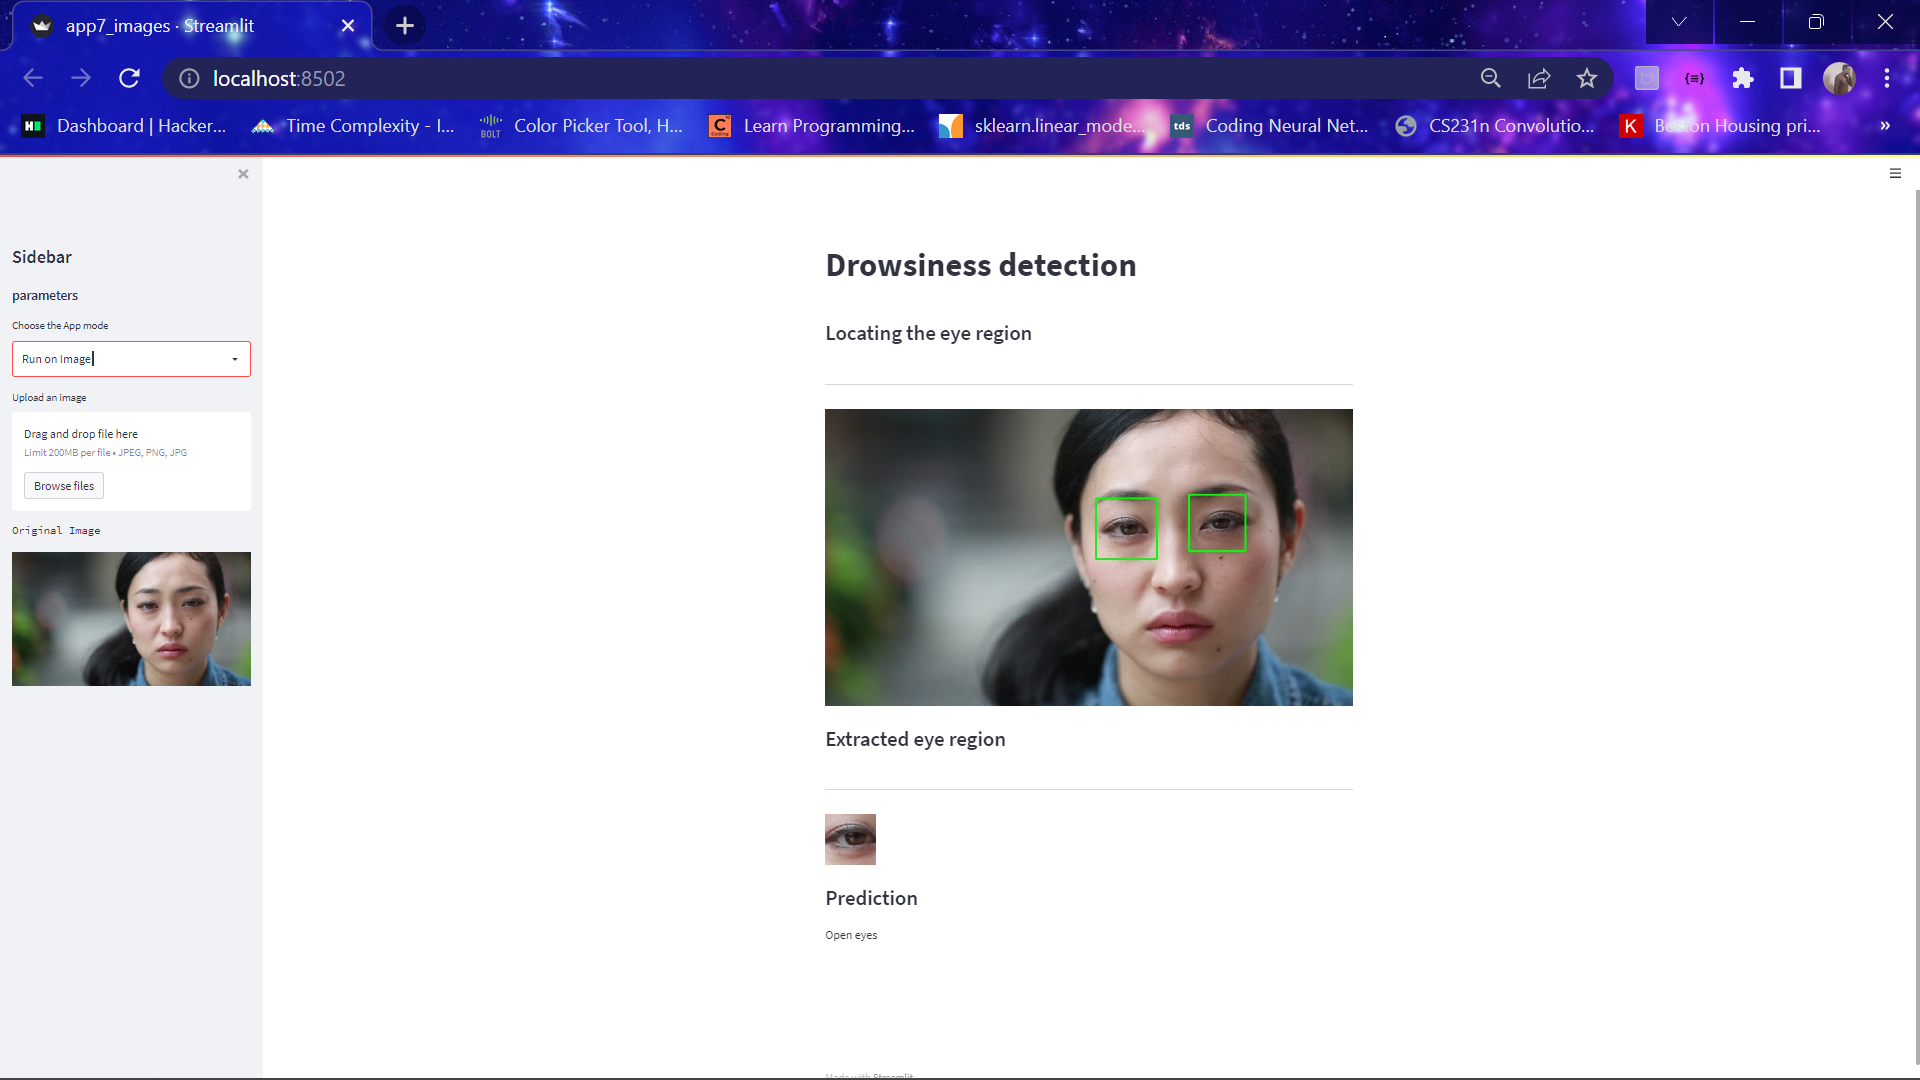 app7_images · Streamlit
localhost:8502
Dashboard | Hacker...
Time Complexity - I...
BOLT
Color Picker Tool, H...
C
Coding
Learn Programming...
sklearn.linear_mode...
tds
Coding Neural Net...
CS231n Convolutio...
K
Boston Housing pri...
»
Sidebar
parameters
Choose the App mode
Run on Image
Upload an image
Drag and drop file here
Limit 200MB per file • JPEG, PNG, JPG
Browse files
Original Image
Drowsiness detection
Locating the eye region
Extracted eye region
Prediction
Open eyes
Made with Streamlit